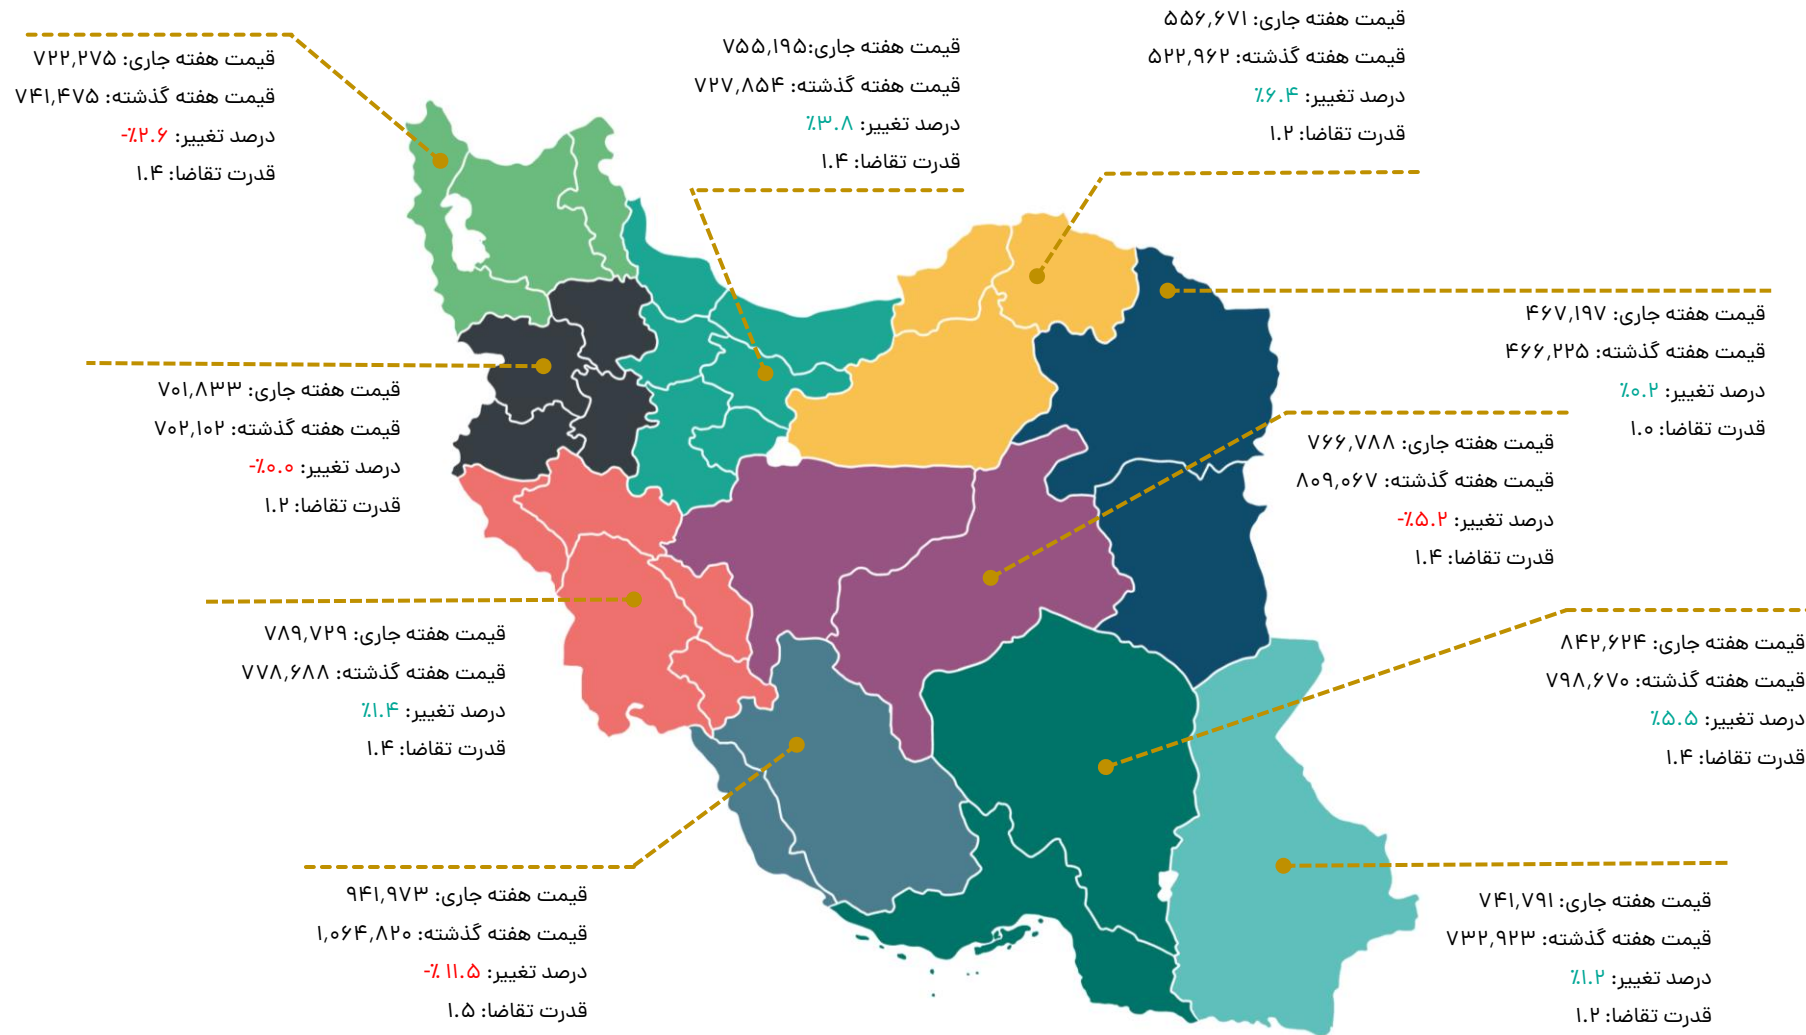 قیمت هفته جاری: ۵۵۶,۶۷۱
قیمت هفته گذشته: ۵۲۲,۹۶۲
درصد تغییر: ٪۶.۴
قدرت تقاضا: ۱.۲
قیمت هفته جاری:۷۵۵,۱۹۵
قیمت هفته گذشته: ۷۲۷,۸۵۴
درصد تغییر: ٪۳.۸
قدرت تقاضا: ۱.۴
قیمت هفته جاری: ۷۲۲,۲۷۵
قیمت هفته گذشته: ۷۴۱,۴۷۵
درصد تغییر: -٪۲.۶
قدرت تقاضا: ۱.۴
قیمت هفته جاری: ۴۶۷,۱۹۷
قیمت هفته گذشته: ۴۶۶,۲۲۵
درصد تغییر: ٪۰.۲
قدرت تقاضا: ۱.۰
قیمت هفته جاری: ۷۰۱,۸۳۳
قیمت هفته گذشته: ۷۰۲,۱۰۲
درصد تغییر: -٪۰.۰
قدرت تقاضا: ۱.۲
قیمت هفته جاری: ۷۶۶,۷۸۸
قیمت هفته گذشته: ۸۰۹,۰۶۷
درصد تغییر: -٪۵.۲
قدرت تقاضا: ۱.۴
قیمت هفته جاری: ۷۸۹,۷۲۹
قیمت هفته گذشته: ۷۷۸,۶۸۸
درصد تغییر: ٪۱.۴
قدرت تقاضا: ۱.۴
قیمت هفته جاری: ۸۴۲,۶۲۴
قیمت هفته گذشته: ۷۹۸,۶۷۰
درصد تغییر: ٪۵.۵
قدرت تقاضا: ۱.۴
قیمت هفته جاری: ۹۴۱,۹۷۳
قیمت هفته گذشته: ۱,۰۶۴,۸۲۰
درصد تغییر: -٪۱۱.۵
قدرت تقاضا: ۱.۵
قیمت هفته جاری: ۷۴۱,۷۹۱
قیمت هفته گذشته: ۷۳۲,۹۲۳
درصد تغییر: ٪۱.۲
قدرت تقاضا: ۱.۲